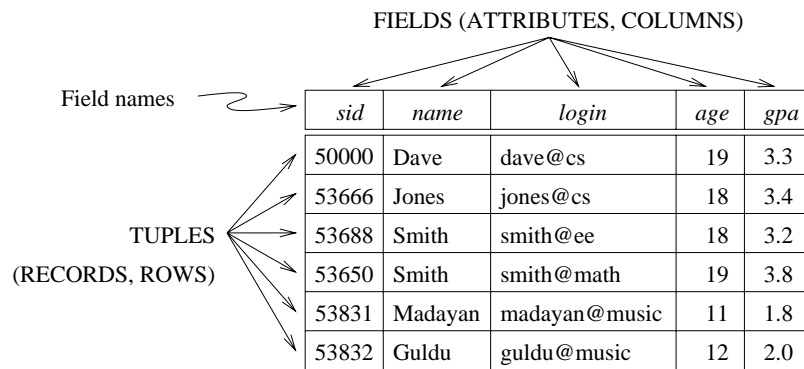 FIELDS (ATTRIBUTES, COLUMNS)
Field names
sid name login age gpa
50000 Dave dave@cs 19 3.3
53666 Jones jones@cs 18 3.4
TUPLES
53688 Smith smith@ee 18 3.2
(RECORDS, ROWS)
53650 Smith smith@math 19 3.8
53831 Madayan madayan@music 11 1.8
53832 Guldu guldu@music 12 2.0